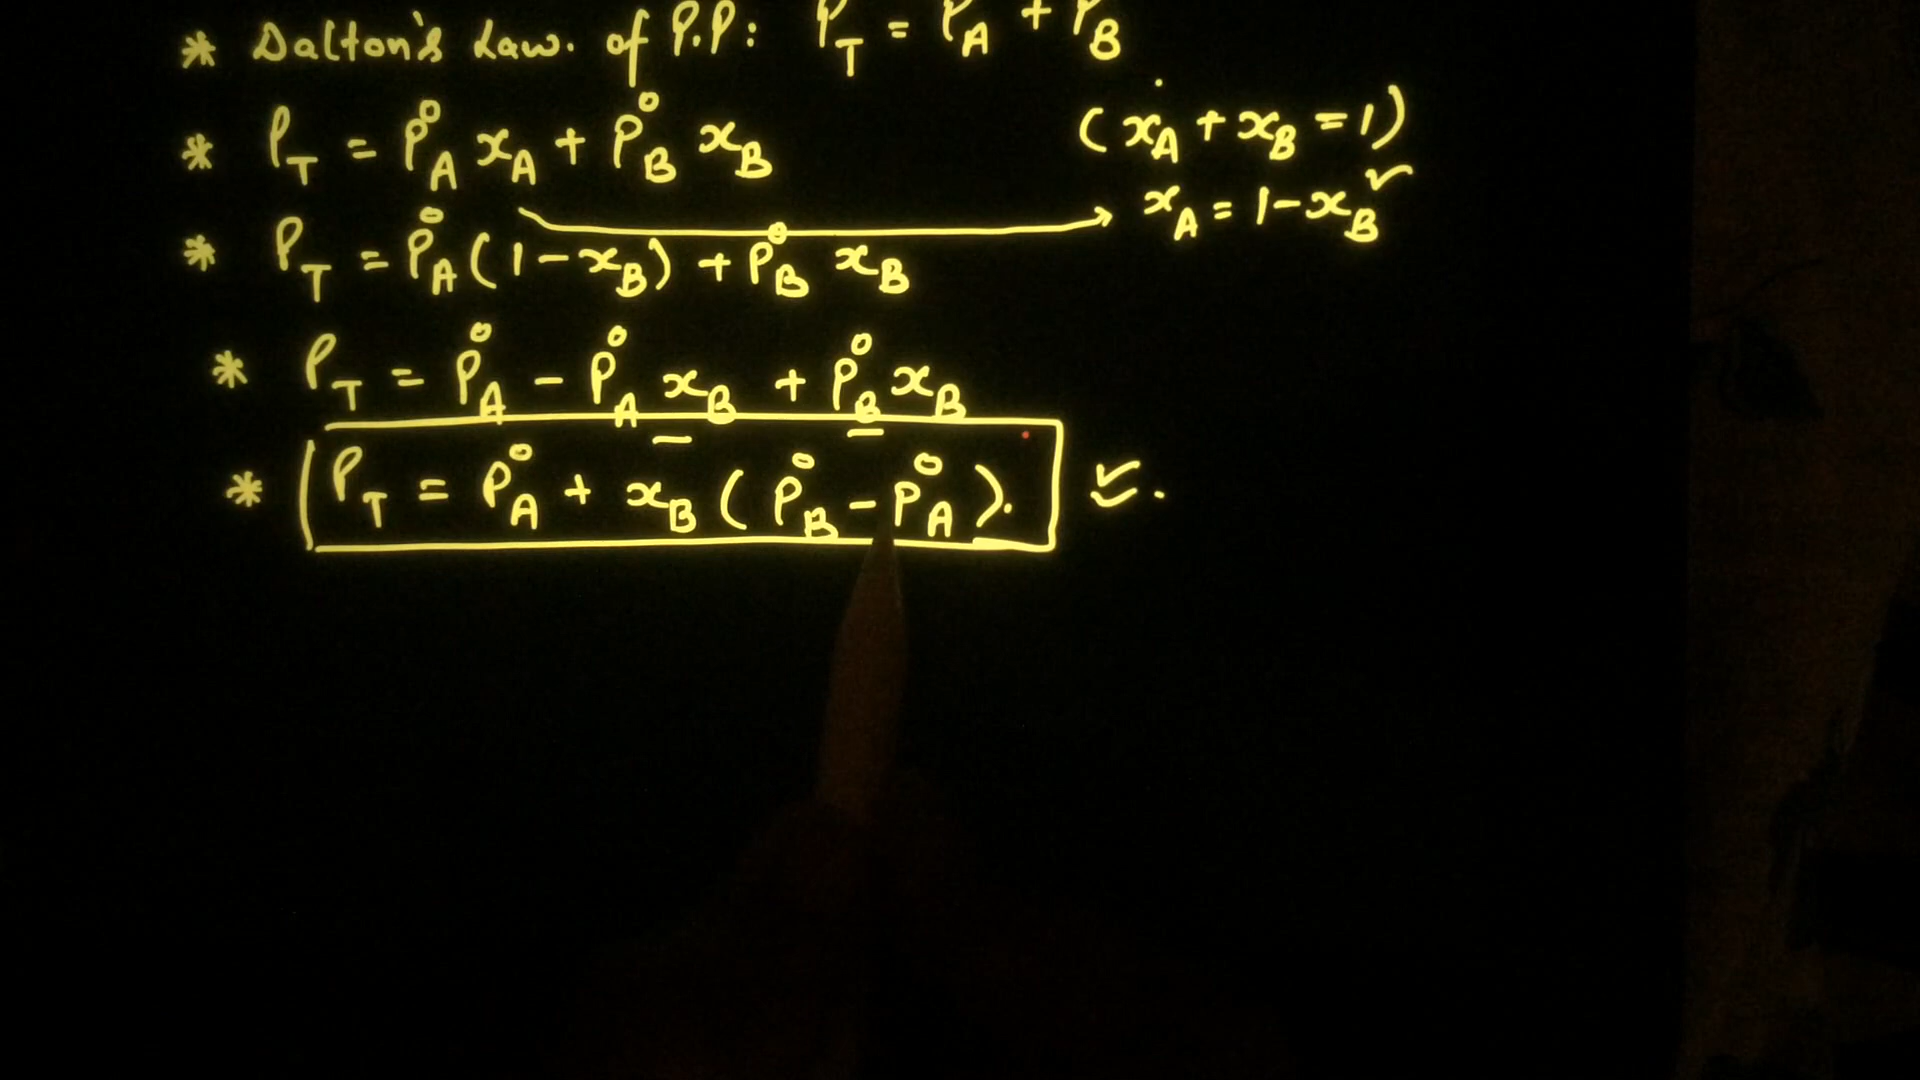 * Dalton's Law. of P.P: P_T = P_A + P_B
* P_T = P°_A x_A + P°_B x_B (x_A + x_B = 1)
x_A = 1 - x_B ✓
* P_T = P°_A (1 - x_B) + P°_B x_B
* P_T = P°_A - P°_A x_B + P°_B x_B
* P_T = P°_A + x_B (P°_B - P°_A).